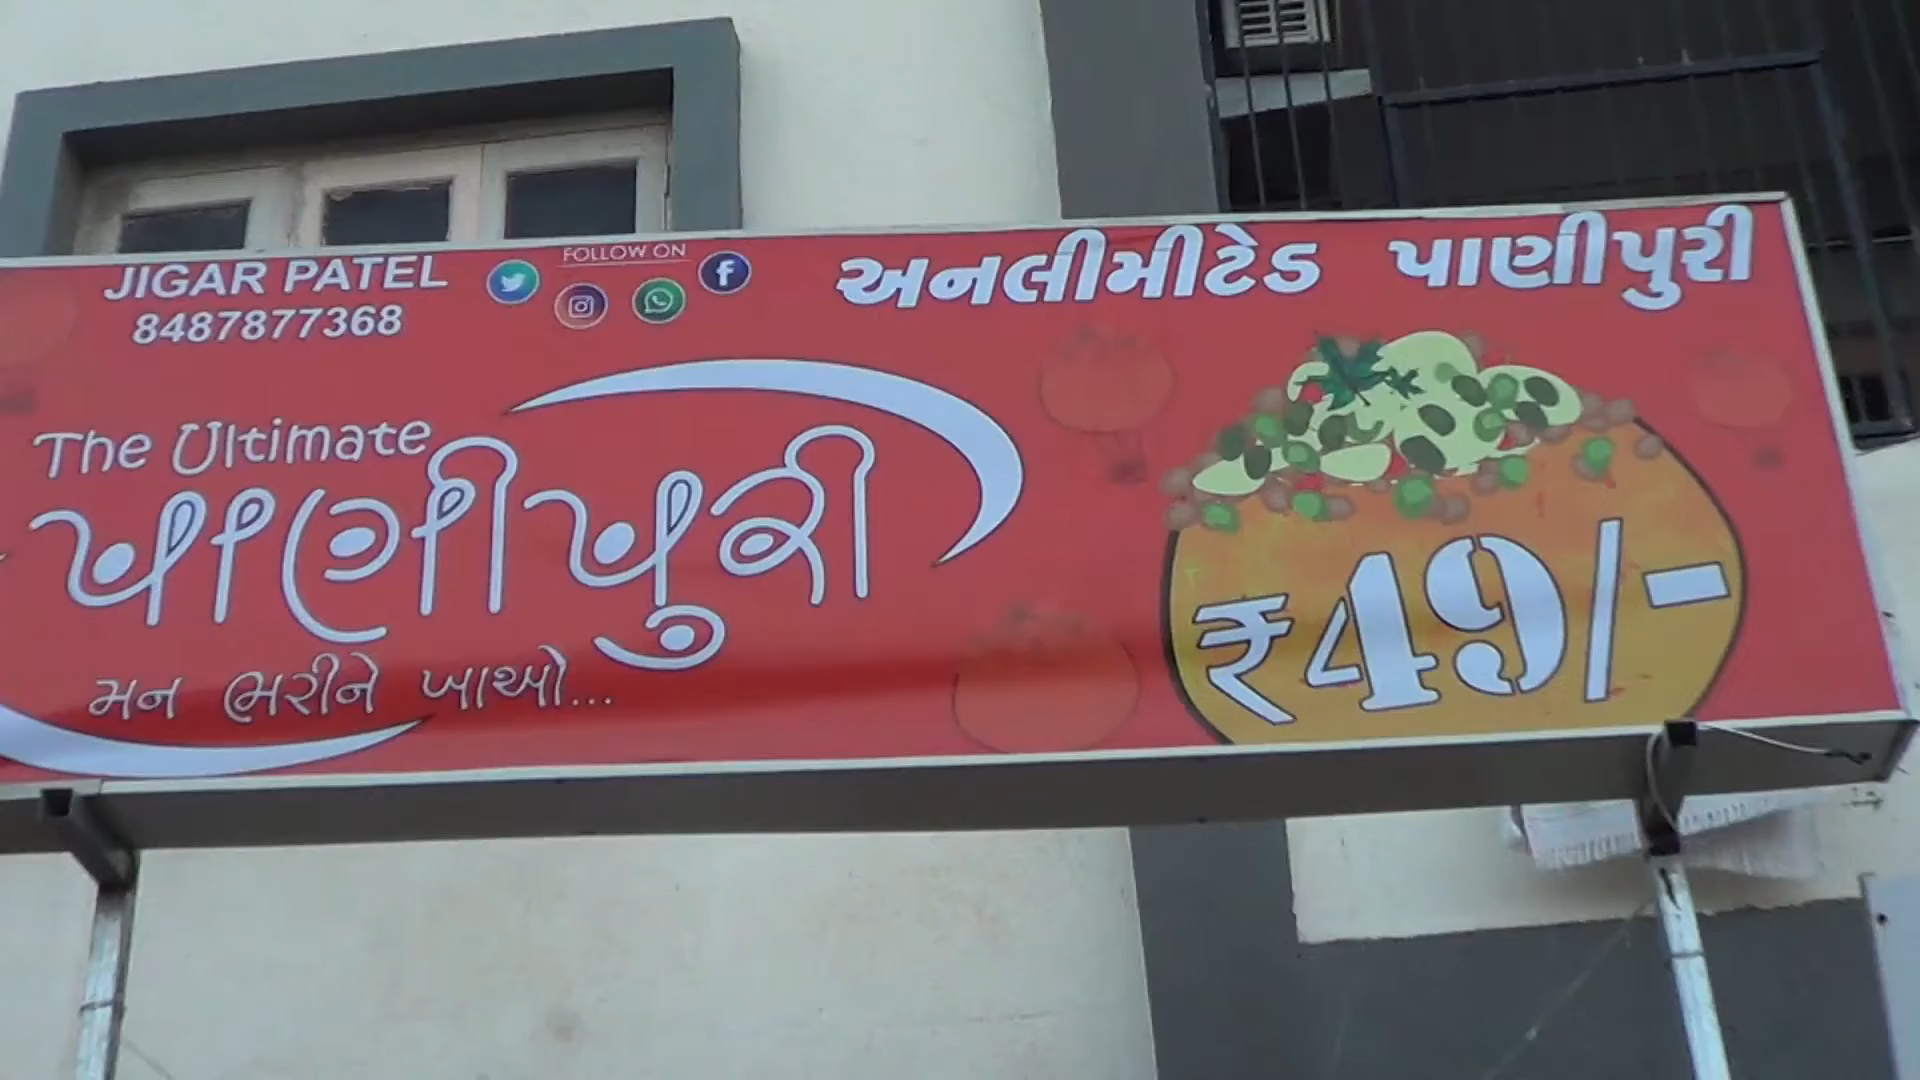 JIGAR PATEL
8487877368
FOLLOW ON
અનલીમીટેડ પાણીપુરી
The Ultimate
પાણીપુરી
મન ભરીને ખાઓ...
₹49/-